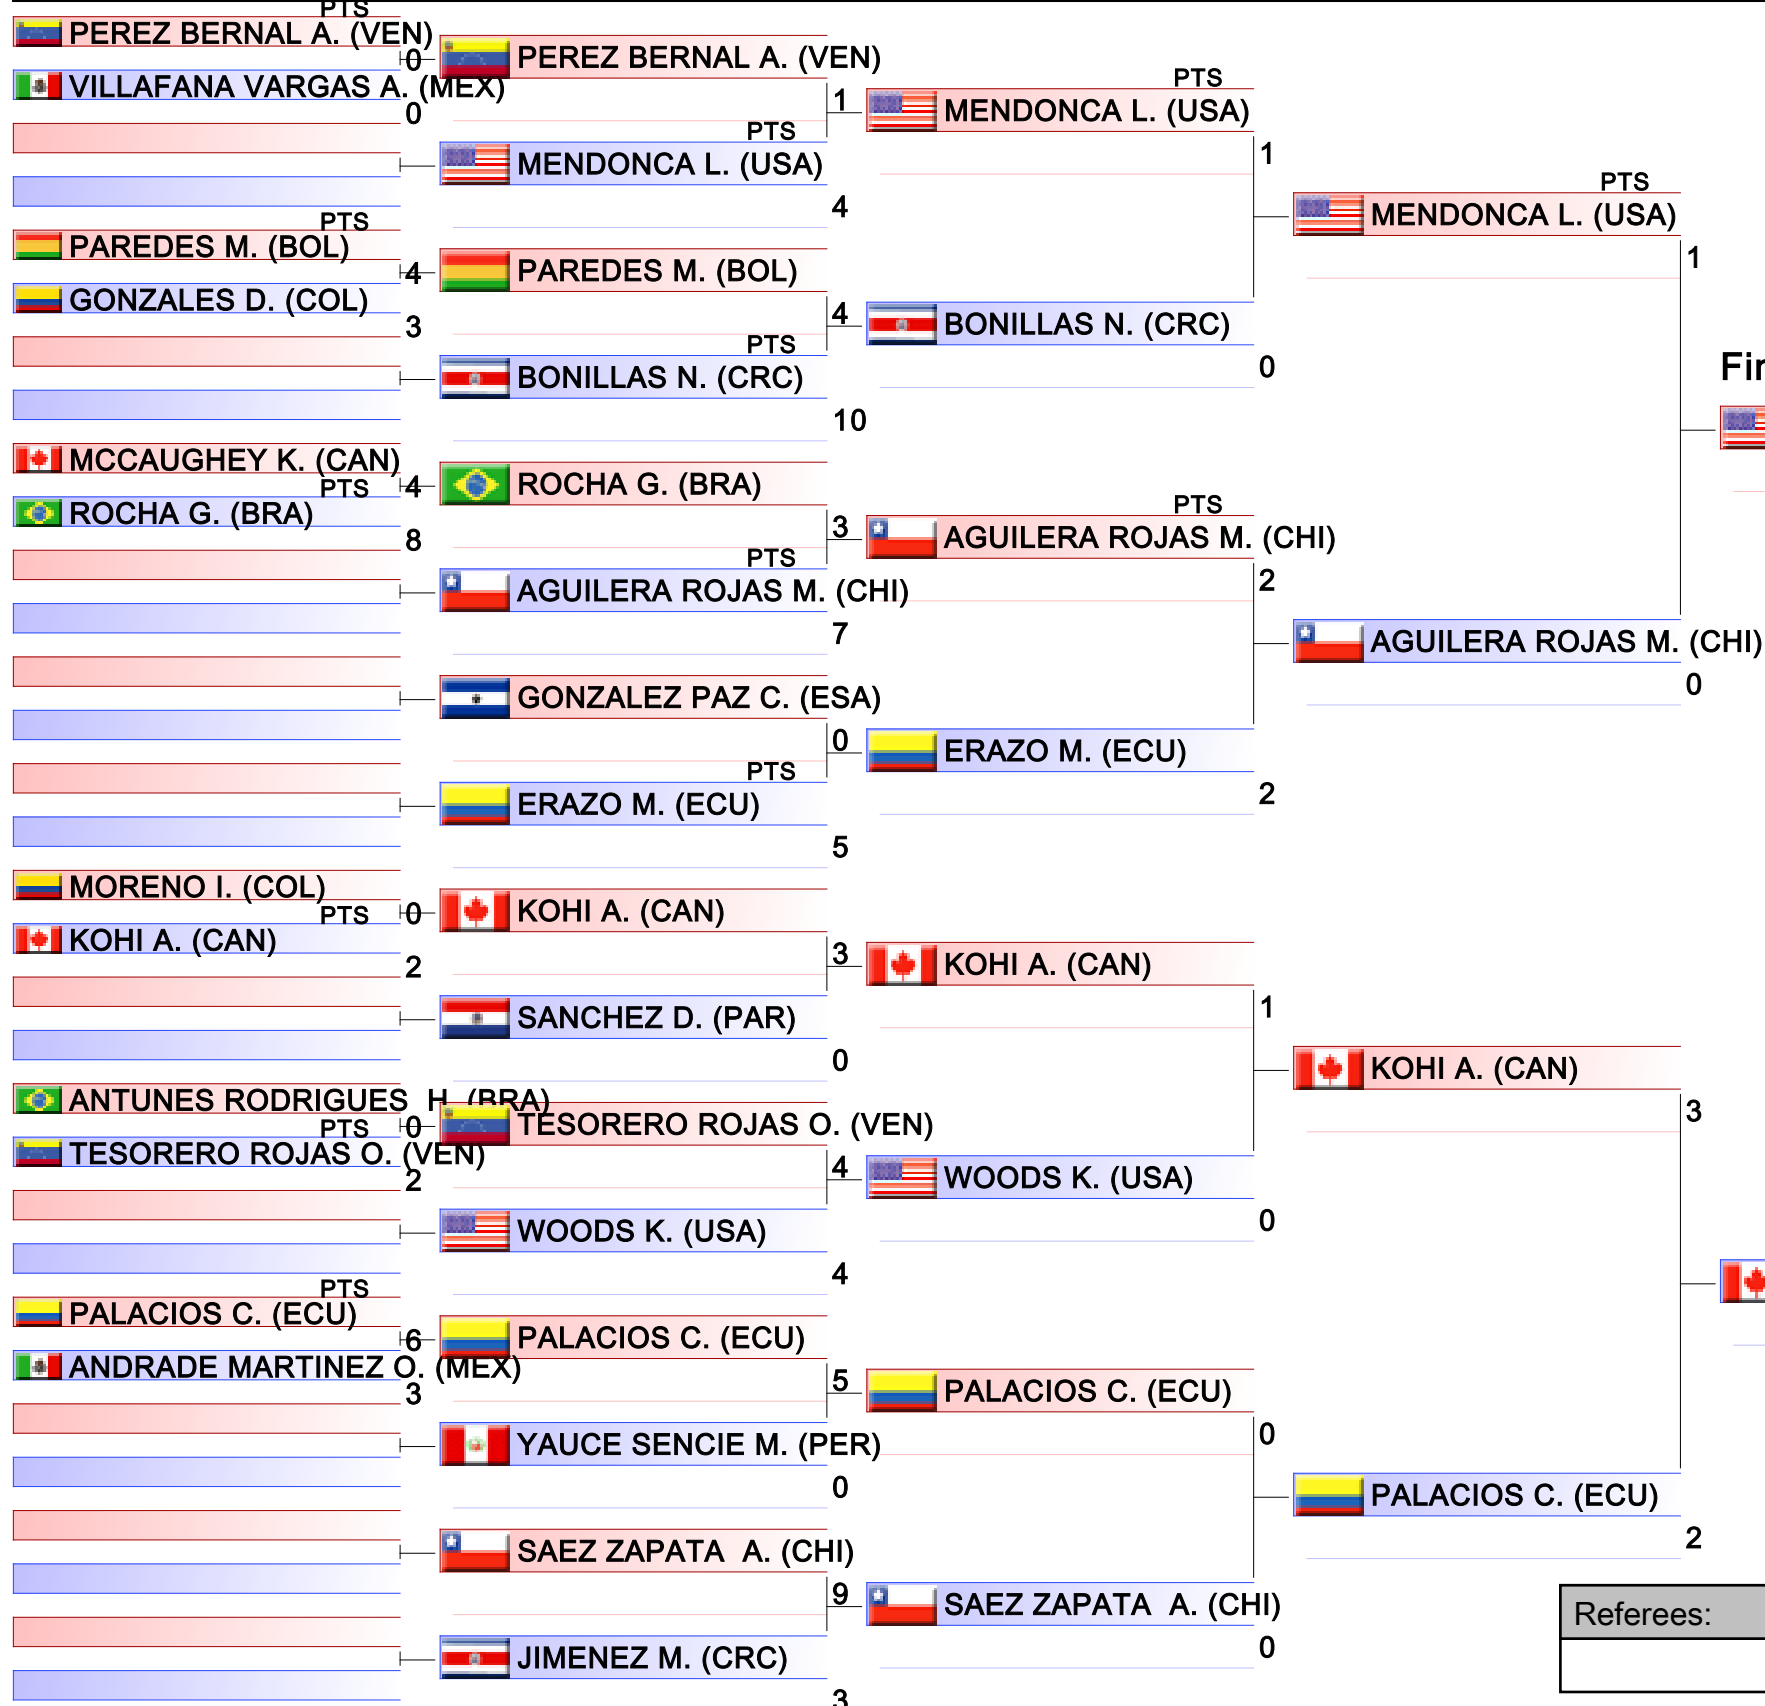 PTS
PEREZ BERNAL A. (VEN)
0
VILLAFANA VARGAS A. (MEX)
0
PTS
PAREDES M. (BOL)
4
GONZALES D. (COL)
3
MCCAUGHEY K. (CAN)
4
PTS
ROCHA G. (BRA)
8
MORENO I. (COL)
0
PTS
KOHI A. (CAN)
2
ANTUNES RODRIGUES H. (BRA)
0
PTS
TESORERO ROJAS O. (VEN)
2
PTS
PALACIOS C. (ECU)
6
ANDRADE MARTINEZ O. (MEX)
3
PEREZ BERNAL A. (VEN)
1
PTS
MENDONCA L. (USA)
4
PAREDES M. (BOL)
4
PTS
BONILLAS N. (CRC)
10
ROCHA G. (BRA)
3
PTS
AGUILERA ROJAS M. (CHI)
7
GONZALEZ PAZ C. (ESA)
0
PTS
ERAZO M. (ECU)
5
KOHI A. (CAN)
3
SANCHEZ D. (PAR)
0
TESORERO ROJAS O. (VEN)
4
WOODS K. (USA)
4
PALACIOS C. (ECU)
5
YAUCE SENCIE M. (PER)
0
SAEZ ZAPATA A. (CHI)
9
JIMENEZ M. (CRC)
3
PTS
MENDONCA L. (USA)
1
BONILLAS N. (CRC)
0
PTS
AGUILERA ROJAS M. (CHI)
2
ERAZO M. (ECU)
2
KOHI A. (CAN)
1
WOODS K. (USA)
0
PALACIOS C. (ECU)
0
SAEZ ZAPATA A. (CHI)
0
PTS
MENDONCA L. (USA)
1
AGUILERA ROJAS M. (CHI)
0
KOHI A. (CAN)
3
PALACIOS C. (ECU)
2
Referees: